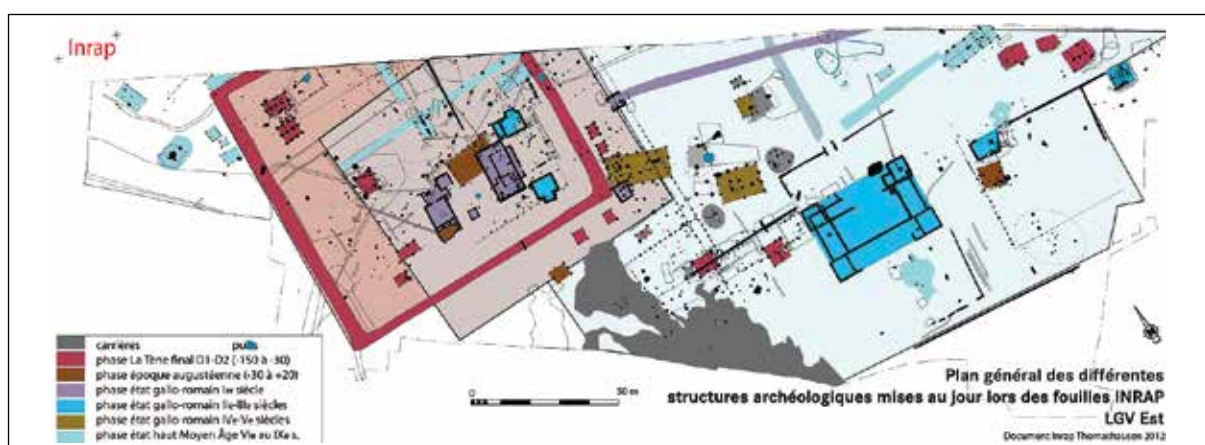 Inrap
carrières puits
phase La Tène final D1-D2 (-150 à -30)
phase époque augustéenne (-30 à +20)
phase état gallo-romain Ier siècle
phase état gallo-romain IIe-IIIe siècles
phase état gallo-romain IVe-Ve siècles
phase état haut Moyen Âge VIe au IXe s.
0 50 m
Plan général des différentes
structures archéologiques mises au jour lors des fouilles INRAP
LGV Est
Document Inrap Thomashausen 2012